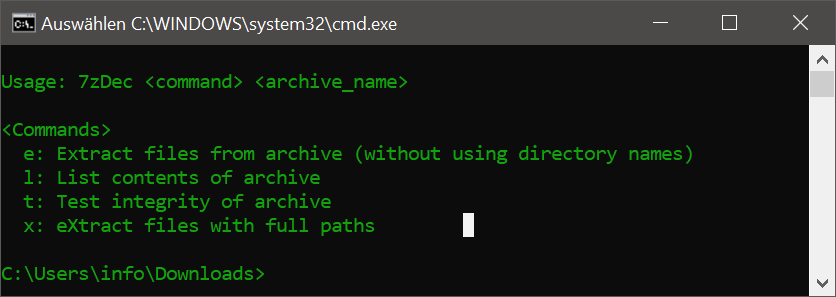 Auswählen C:\WINDOWS\system32\cmd.exe
Usage: 7zDec <command> <archive_name>
<Commands>
e: Extract files from archive (without using directory names)
l: List contents of archive
t: Test integrity of archive
x: eXtract files with full paths
C:\Users\info\Downloads>